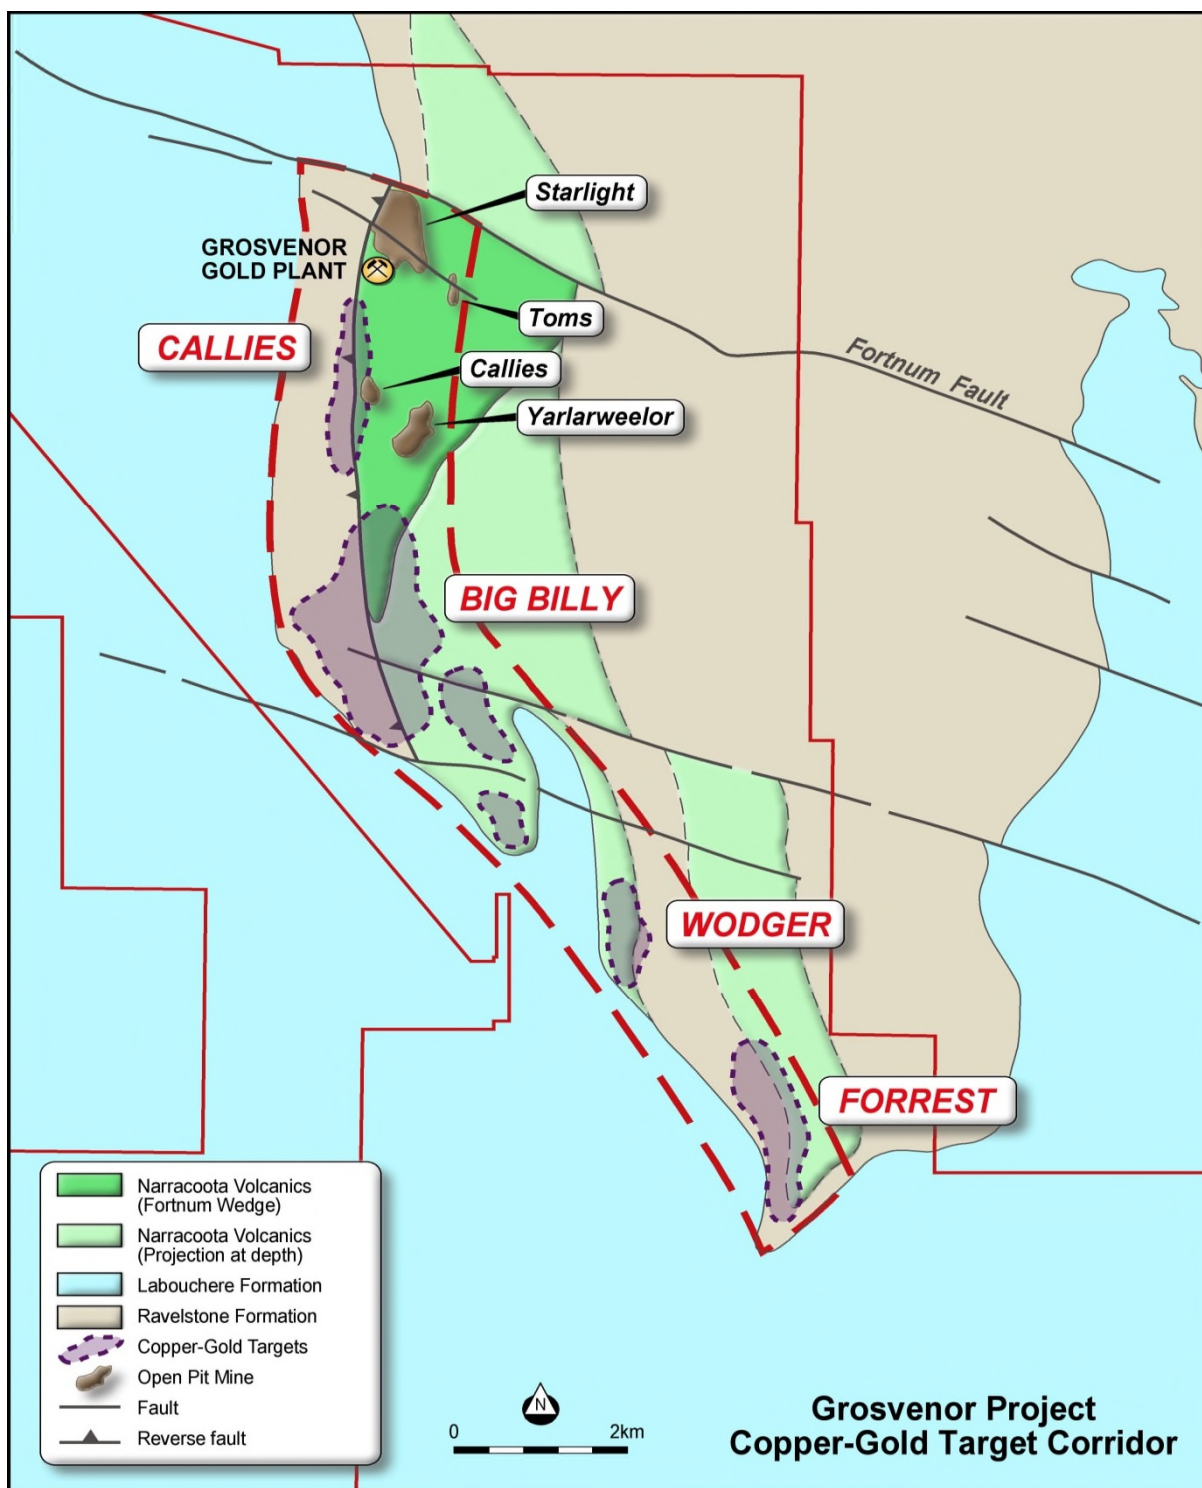 Starlight
GROSVENOR
GOLD PLANT
Toms
CALLIES
Fortnum Fault
Callies
Yarlarweelor
BIG BILLY
WODGER
FORREST
Narracoota Volcanics
(Fortnum Wedge)
Narracoota Volcanics
(Projection at depth)
Labouchere Formation
Ravelstone Formation
Copper-Gold Targets
Open Pit Mine
Fault
Reverse fault
N
0 2km
Grosvenor Project
Copper-Gold Target Corridor